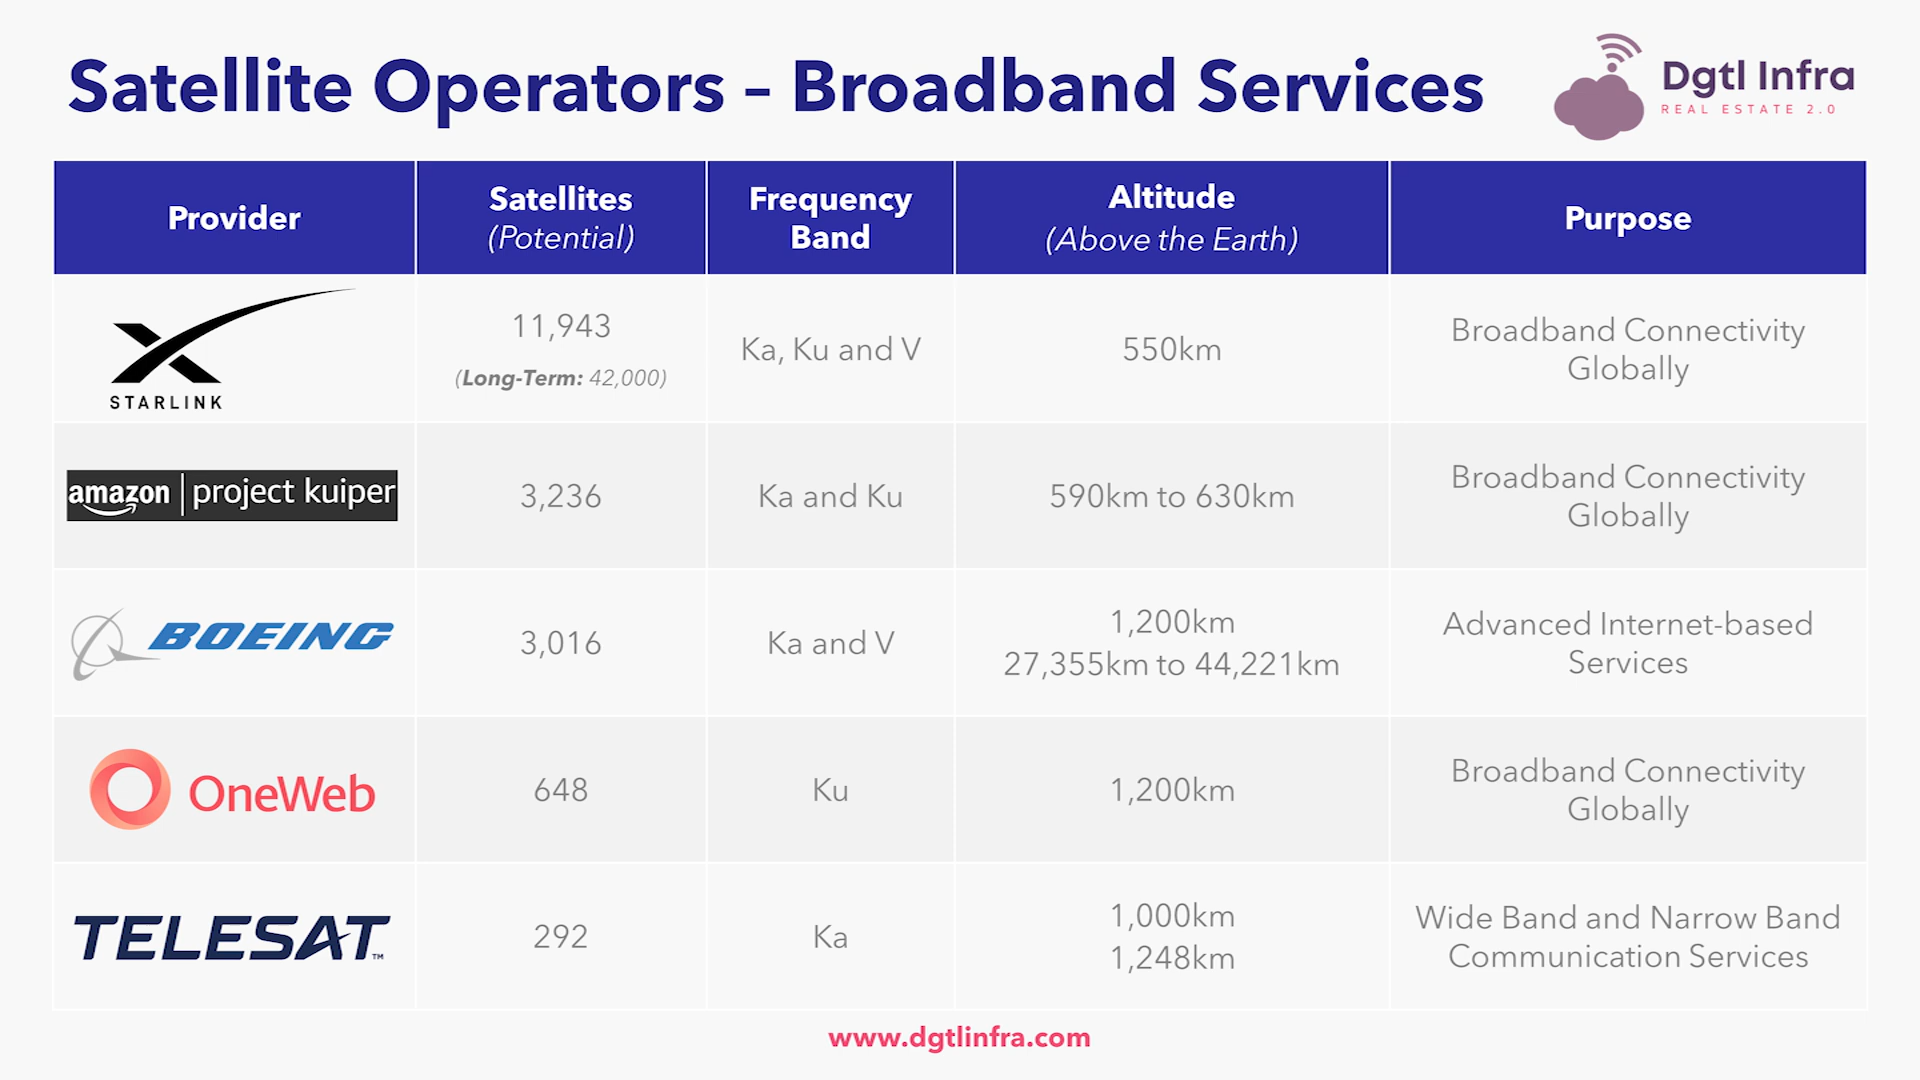 Satellite Operators – Broadband Services
Dgtl Infra
REAL ESTATE 2.0
Provider
Satellites
(Potential)
Frequency
Band
Altitude
(Above the Earth)
Purpose
STARLINK
11,943
(Long-Term: 42,000)
Ka, Ku and V
550km
Broadband Connectivity
Globally
amazon | project kuiper
3,236
Ka and Ku
590km to 630km
Broadband Connectivity
Globally
BOEING
3,016
Ka and V
1,200km
27,355km to 44,221km
Advanced Internet-based
Services
OneWeb
648
Ku
1,200km
Broadband Connectivity
Globally
TELESAT™
292
Ka
1,000km
1,248km
Wide Band and Narrow Band
Communication Services
www.dgtlinfra.com